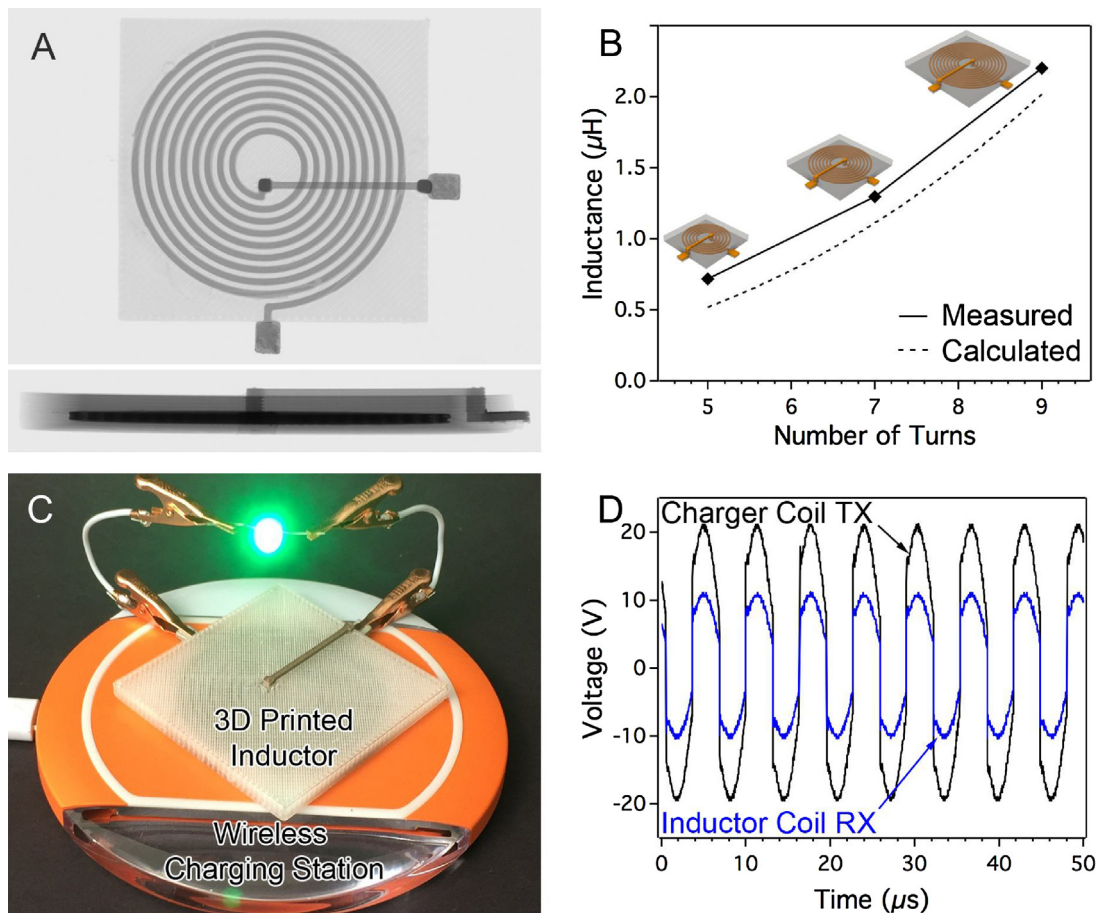 A
B
Inductance (µH)
2.0
1.5
1.0
0.5
0.0
Measured
Calculated
5 6 7 8 9
Number of Turns
C
3D Printed
Inductor
Wireless
Charging Station
D
Charger Coil TX
Voltage (V)
20
10
0
-10
-20
Inductor Coil RX
0 10 20 30 40 50
Time (µs)